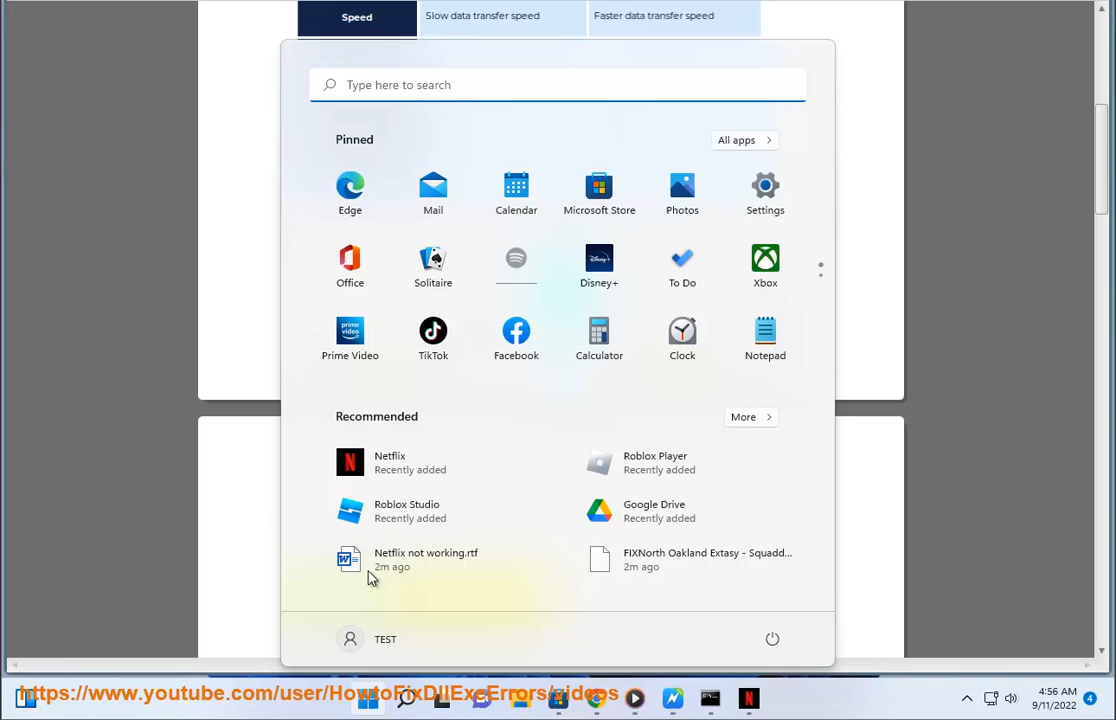 Speed
Slow data transfer speed
Faster data transfer speed
Type here to search
Pinned
All apps
Edge
Mail
Calendar
Microsoft Store
Photos
Settings
Office
Solitaire
Disney+
To Do
Xbox
prime video
Prime Video
TikTok
Facebook
Calculator
Clock
Notepad
Recommended
More
Netflix
Recently added
Roblox Player
Recently added
Roblox Studio
Recently added
Google Drive
Recently added
Netflix not working.rtf
2m ago
FIXNorth Oakland Extasy - Squadd...
2m ago
TEST
https://www.youtube.com/user/HowtoFixDllExeErrors/videos
4:56 AM
9/11/2022
4